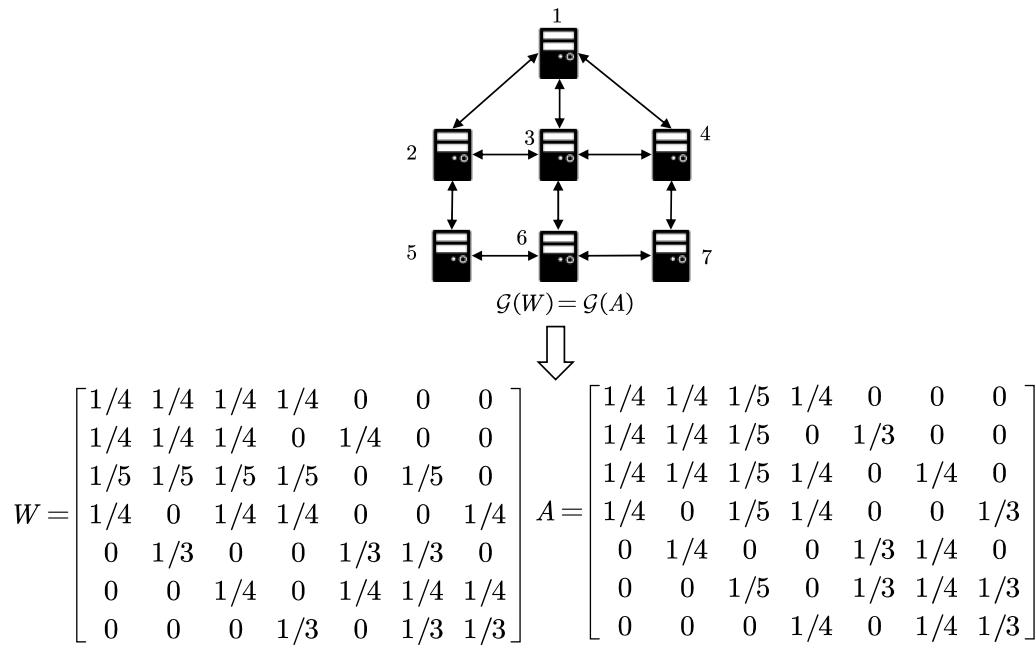 1
2 3 4
5 6 7
𝒢(W) = 𝒢(A)
W = [1/4 1/4 1/4 1/4 0 0 0
1/4 1/4 1/4 0 1/4 0 0
1/5 1/5 1/5 1/5 0 1/5 0
1/4 0 1/4 1/4 0 0 1/4
0 1/3 0 0 1/3 1/3 0
0 0 1/4 0 1/4 1/4 1/4
0 0 0 1/3 0 1/3 1/3]
A = [1/4 1/4 1/5 1/4 0 0 0
1/4 1/4 1/5 0 1/3 0 0
1/4 1/4 1/5 1/4 0 1/4 0
1/4 0 1/5 1/4 0 0 1/3
0 1/4 0 0 1/3 1/4 0
0 0 1/5 0 1/3 1/4 1/3
0 0 0 1/4 0 1/4 1/3]